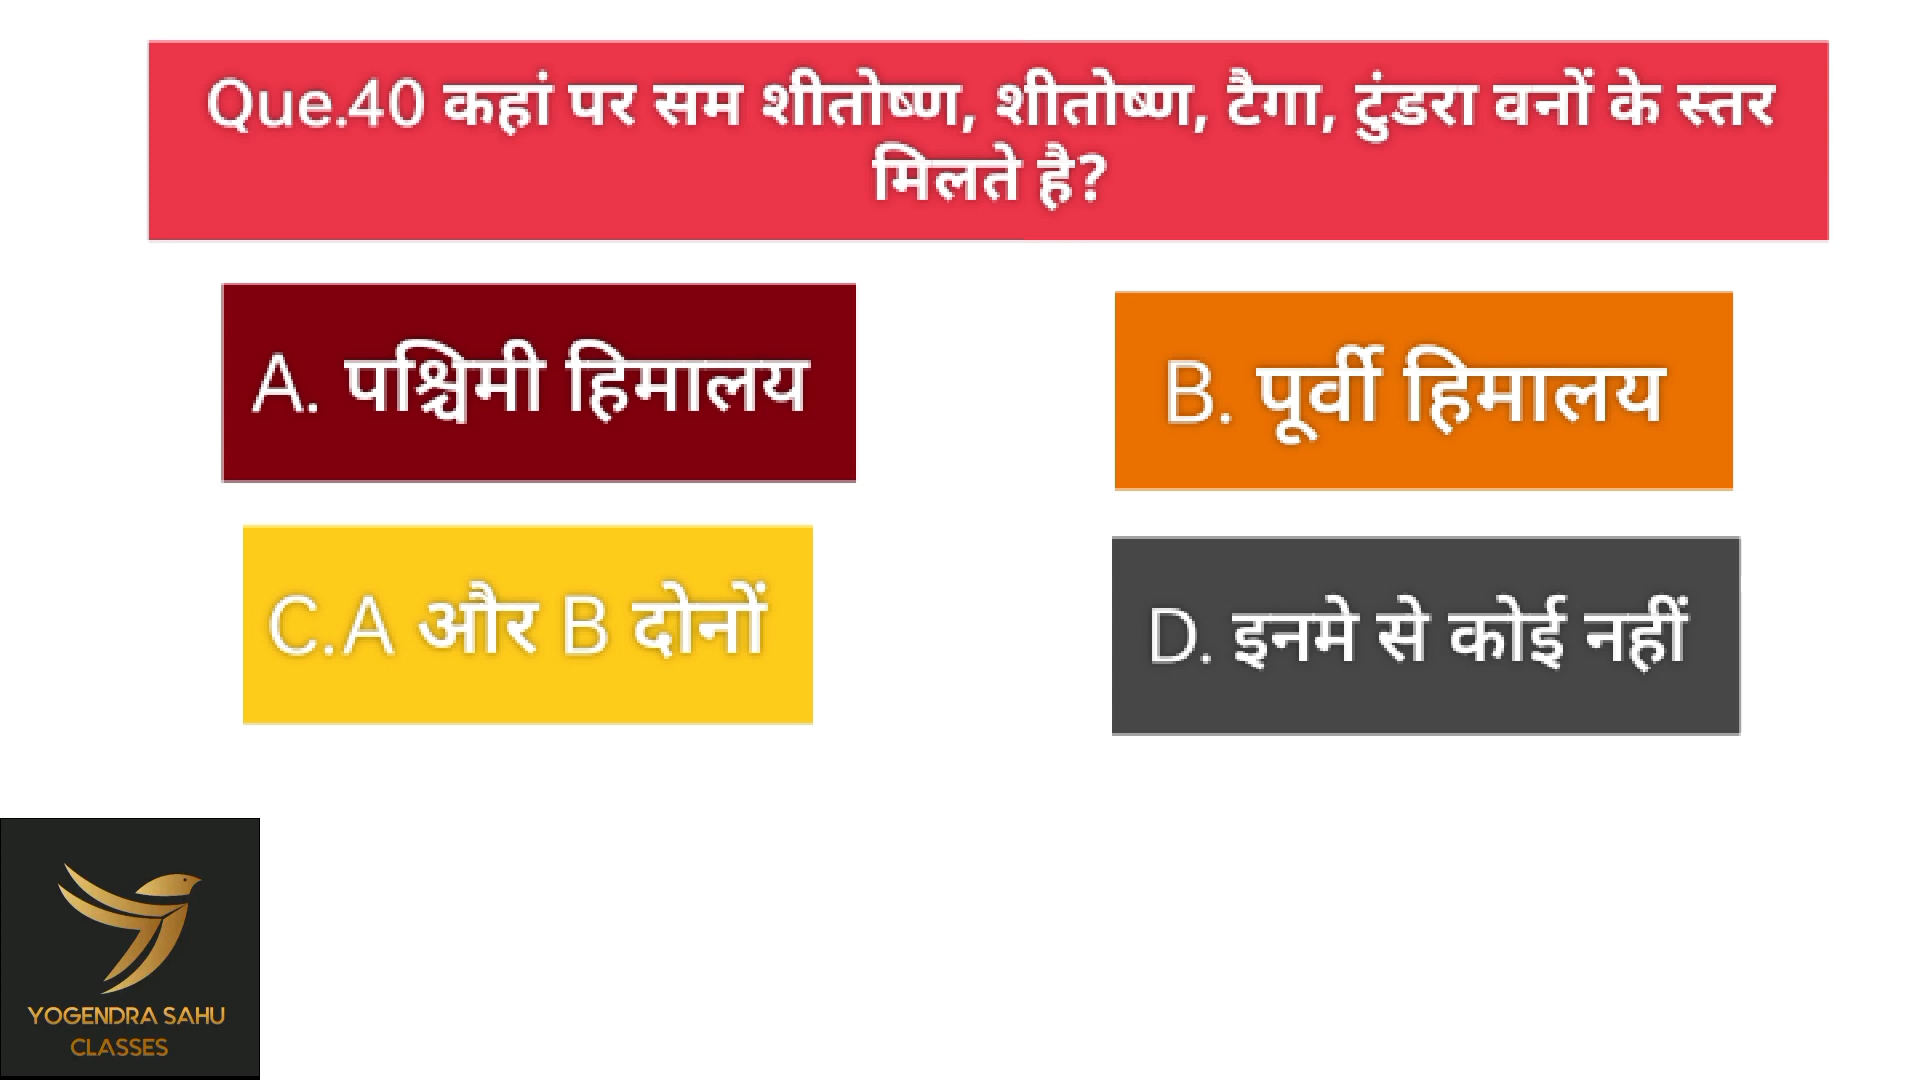 Que.40 कहां पर सम शीतोष्ण, शीतोष्ण, टैगा, टुंडरा वनों के स्तर
मिलते है?
A. पश्चिमी हिमालय
B. पूर्वी हिमालय
C.A और B दोनों
D. इनमे से कोई नहीं
YOGENDRA SAHU
CLASSES